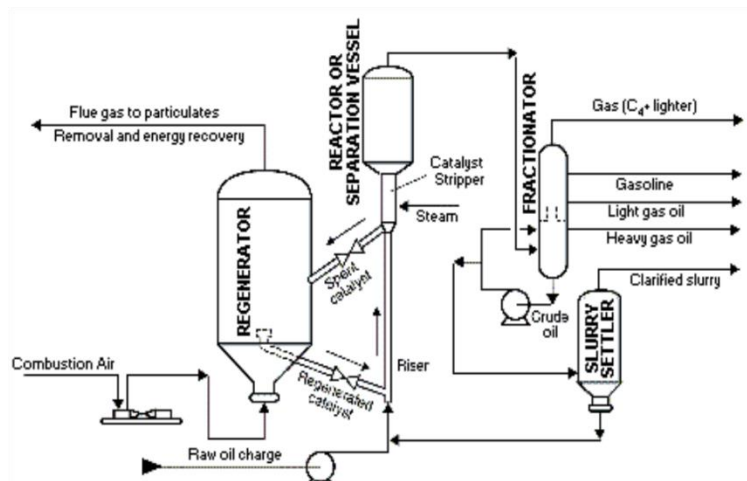 Flue gas to particulates
Removal and energy recovery
REACTOR OR
SEPARATION VESSEL
FRACTIONATOR
Gas (C₄+ lighter)
Catalyst
Stripper
Gasoline
Steam
Light gas oil
Heavy gas oil
REGENERATOR
Spent
catalyst
Clarified slurry
Crude
oil
SLURRY
SETTLER
Combustion Air
Riser
Regenerated
catalyst
Raw oil charge